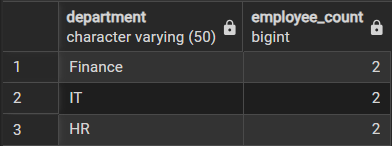 department employee_count
character varying (50) bigint
1 Finance 2
2 IT 2
3 HR 2